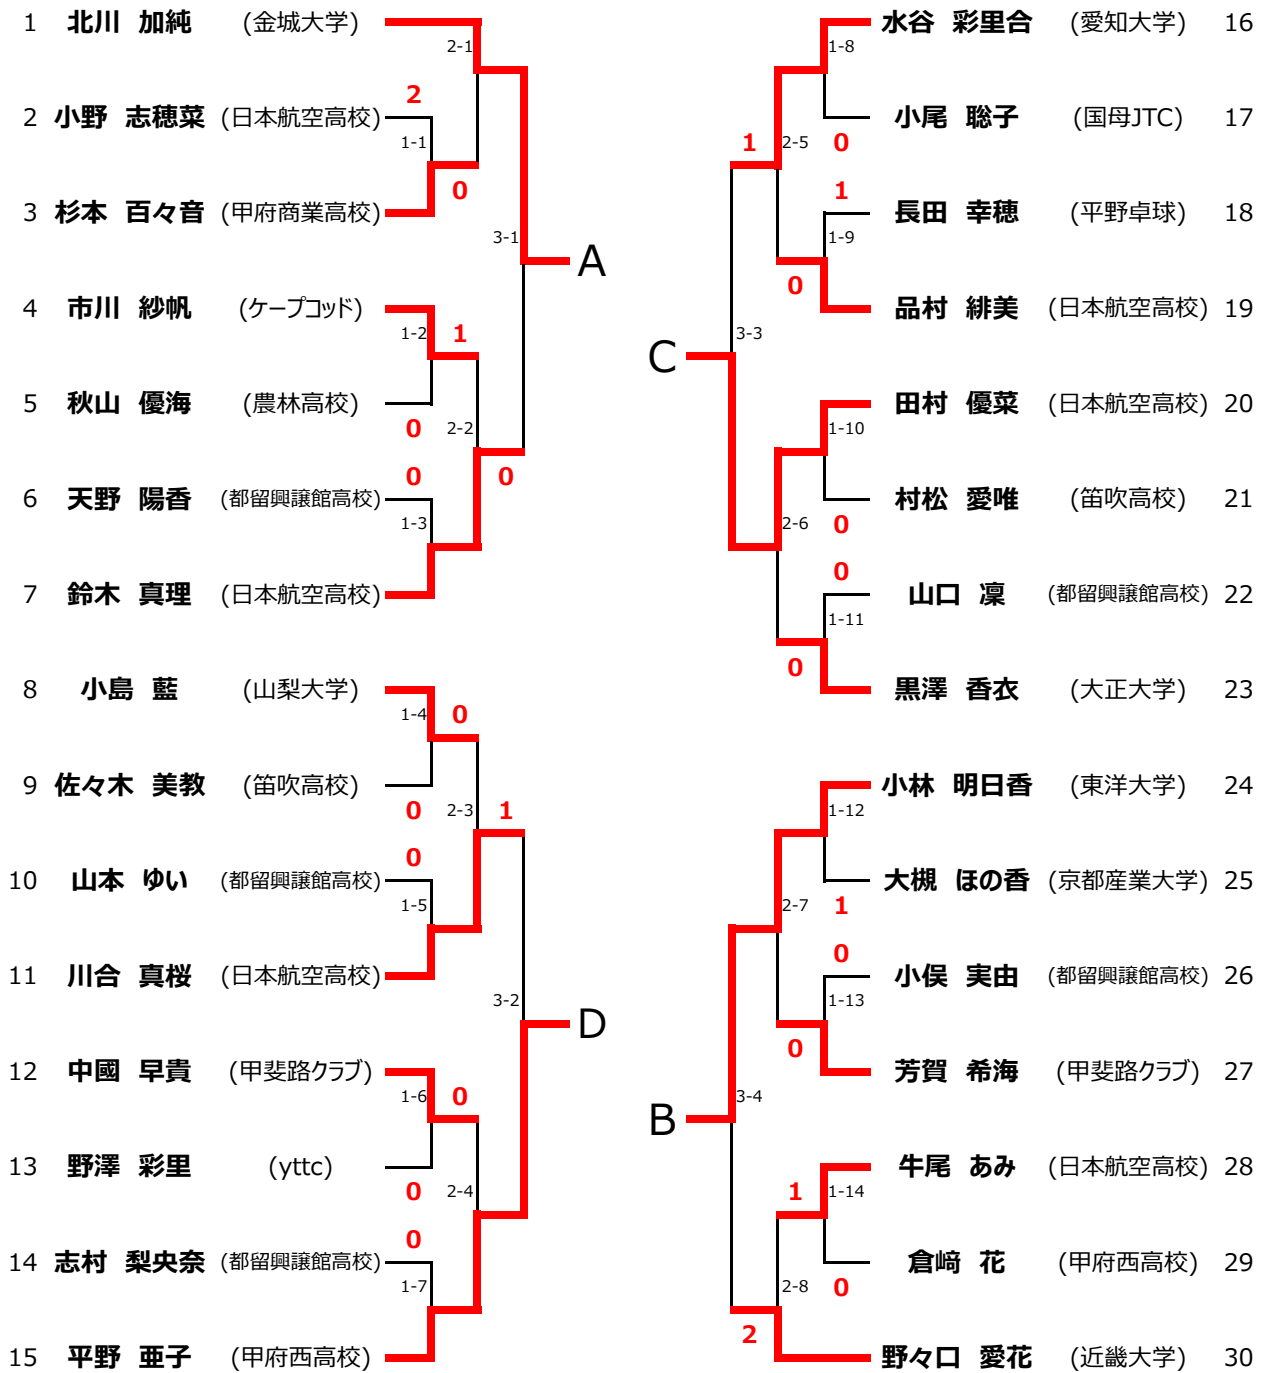 1 北川 加純 (金城大学)
2-1
2
2 小野 志穂菜 (日本航空高校)
1-1
0
3 杉本 百々音 (甲府商業高校)
3-1
A
4 市川 紗帆 (ケープコッド)
1-2 1
5 秋山 優海 (農林高校)
0 2-2
0 0
6 天野 陽香 (都留興譲館高校)
1-3
7 鈴木 真理 (日本航空高校)
8 小島 藍 (山梨大学)
1-4 0
9 佐々木 美教 (笛吹高校)
0 2-3 1
0
10 山本 ゆい (都留興譲館高校)
1-5
11 川合 真桜 (日本航空高校)
3-2
D
12 中國 早貴 (甲斐路クラブ)
1-6 0
13 野澤 彩里 (yttc)
0 2-4
0
14 志村 梨央奈 (都留興譲館高校)
1-7
15 平野 亜子 (甲府西高校)
水谷 彩里合 (愛知大学) 16
1-8
小尾 聡子 (国母JTC) 17
1 2-5 0
1
長田 幸穂 (平野卓球) 18
1-9
0
品村 緋美 (日本航空高校) 19
3-3
C
田村 優菜 (日本航空高校) 20
1-10
村松 愛唯 (笛吹高校) 21
2-6 0
0
山口 凜 (都留興譲館高校) 22
1-11
0
黒澤 香衣 (大正大学) 23
小林 明日香 (東洋大学) 24
1-12
大槻 ほの香 (京都産業大学) 25
2-7 1
0
小俣 実由 (都留興譲館高校) 26
1-13
0
芳賀 希海 (甲斐路クラブ) 27
3-4
B
牛尾 あみ (日本航空高校) 28
1 1-14
倉﨑 花 (甲府西高校) 29
2-8 0
2
野々口 愛花 (近畿大学) 30